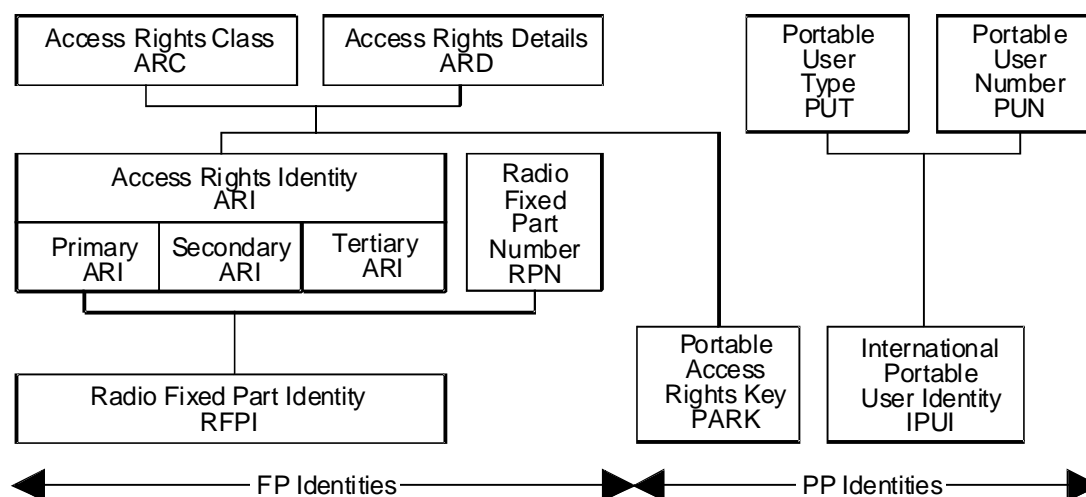 Access Rights Class
ARC
Access Rights Details
ARD
Portable
User
Type
PUT
Portable
User
Number
PUN
Access Rights Identity
ARI
Primary
ARI
Secondary
ARI
Tertiary
ARI
Radio
Fixed
Part
Number
RPN
Radio Fixed Part Identity
RFPI
Portable
Access
Rights Key
PARK
International
Portable
User Identity
IPUI
FP Identities
PP Identities